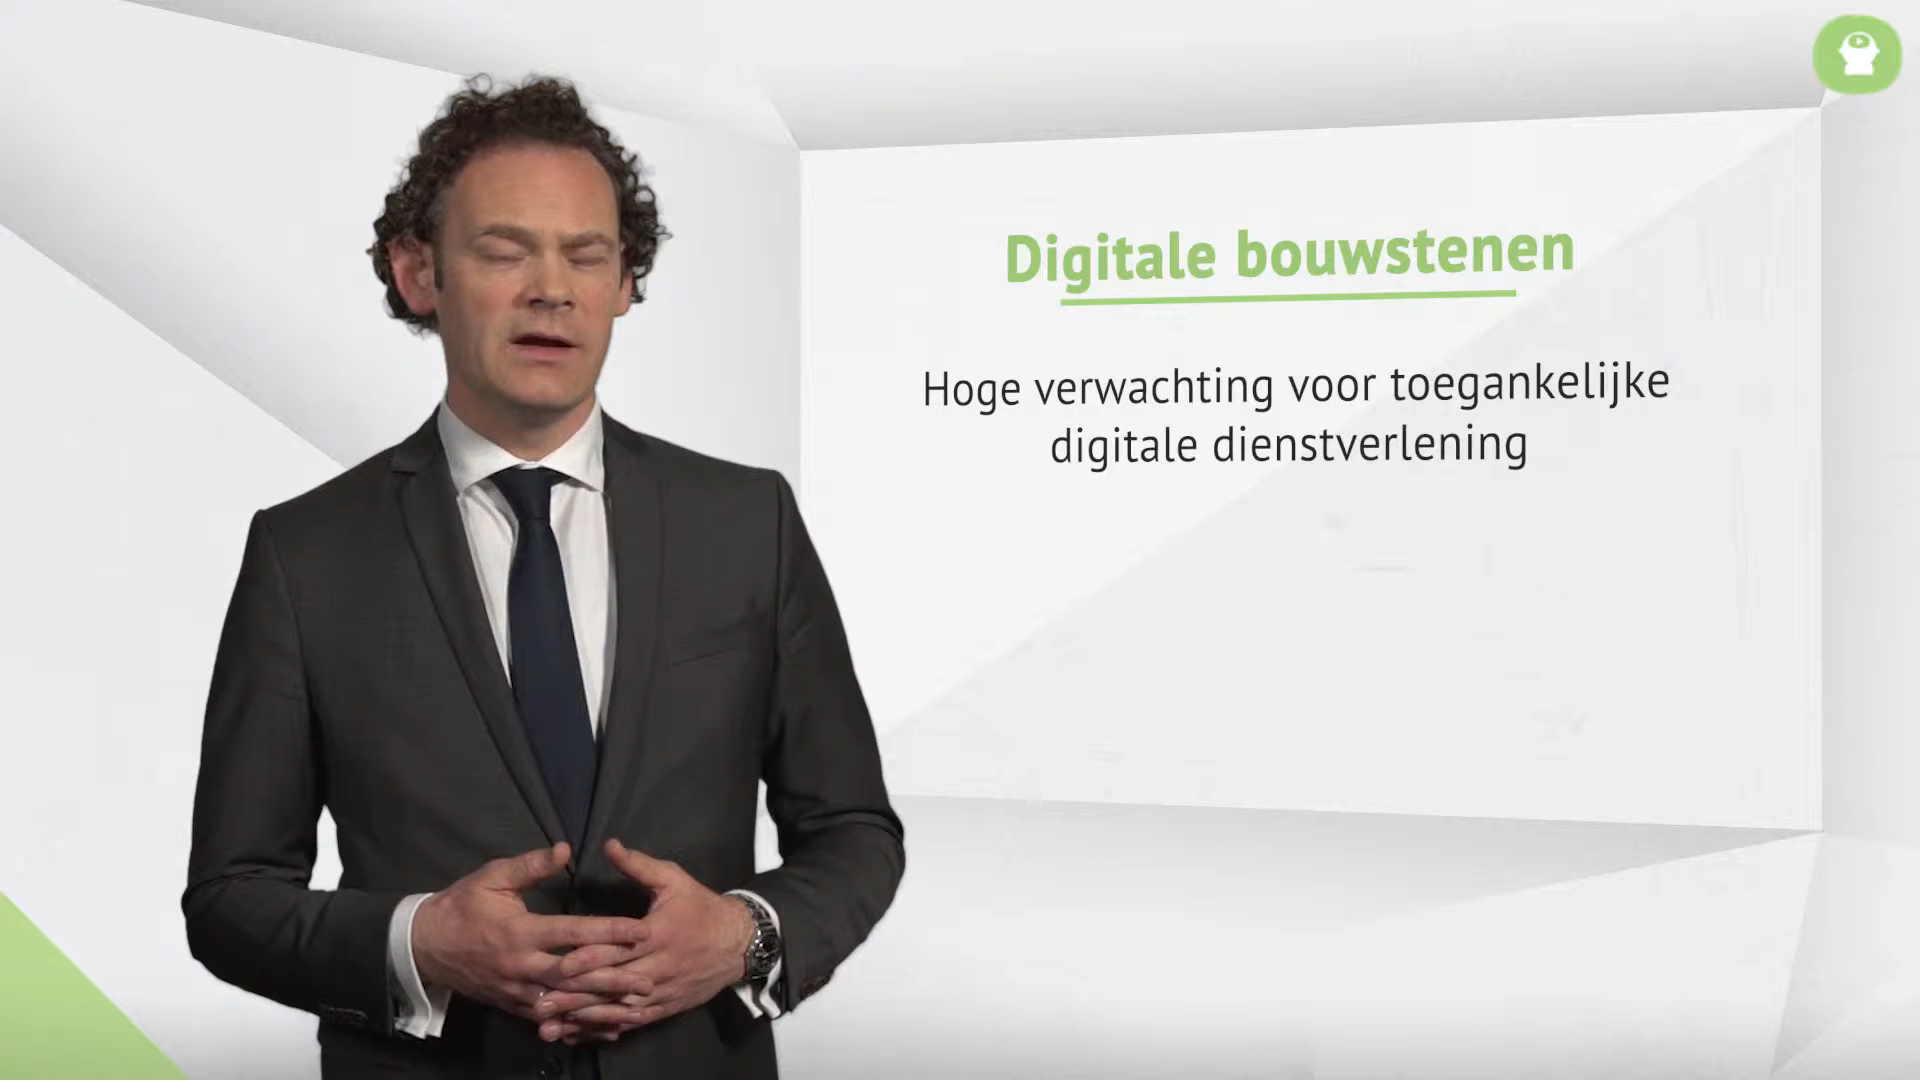 Digitale bouwstenen
Hoge verwachting voor toegankelijke
digitale dienstverlening